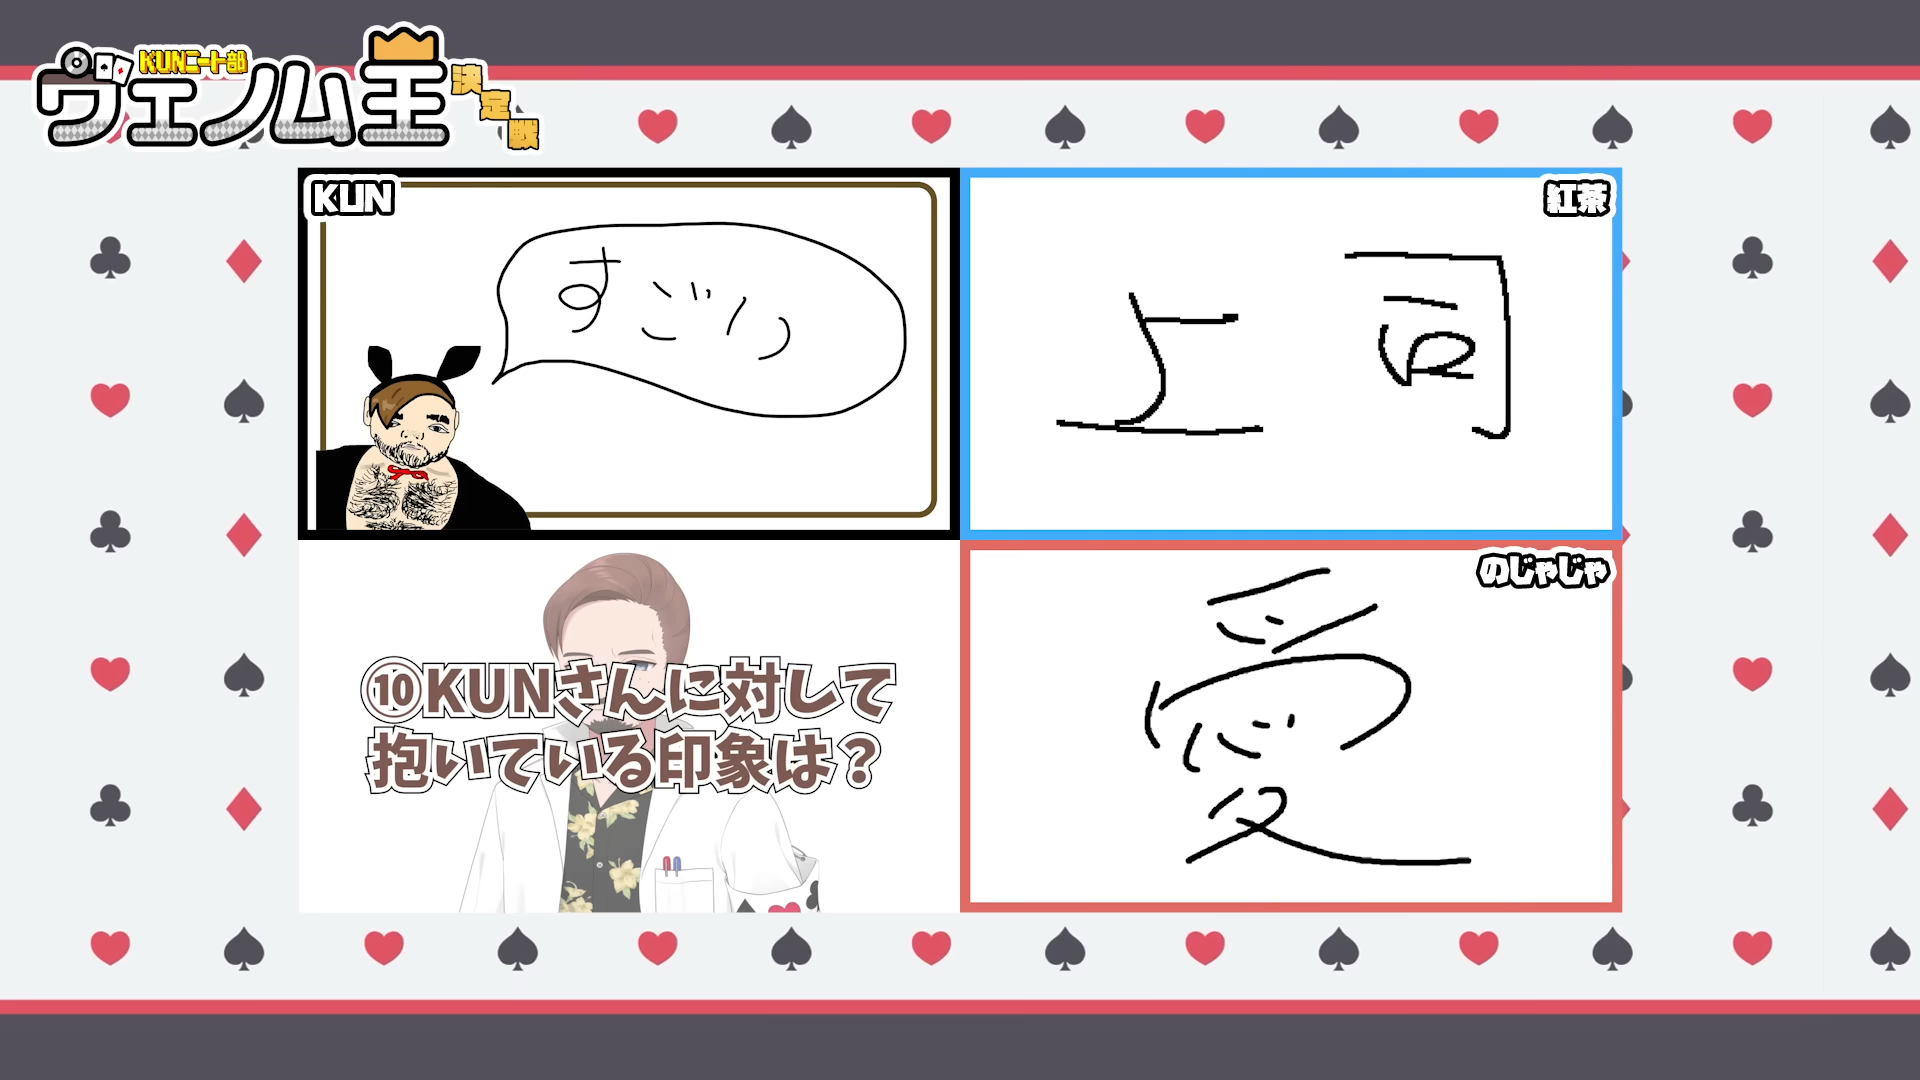 KUNニート部
ヴェノム王
決定戦
KUN
すごい
紅茶
上司
⑩KUNさんに対して
抱いている印象は？
のじゃじゃ
愛